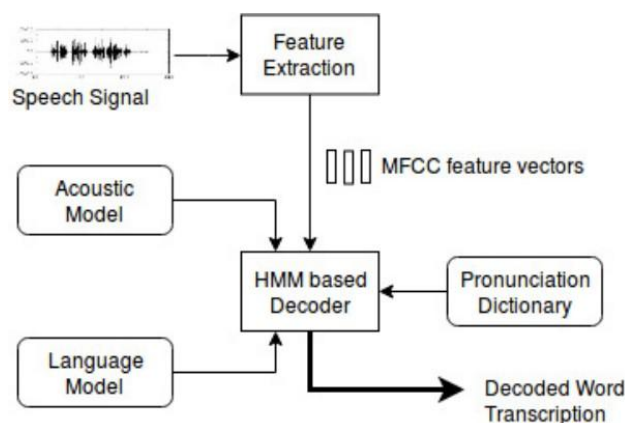 Feature
Extraction
Speech Signal
MFCC feature vectors
Acoustic
Model
HMM based
Decoder
Pronunciation
Dictionary
Language
Model
Decoded Word
Transcription